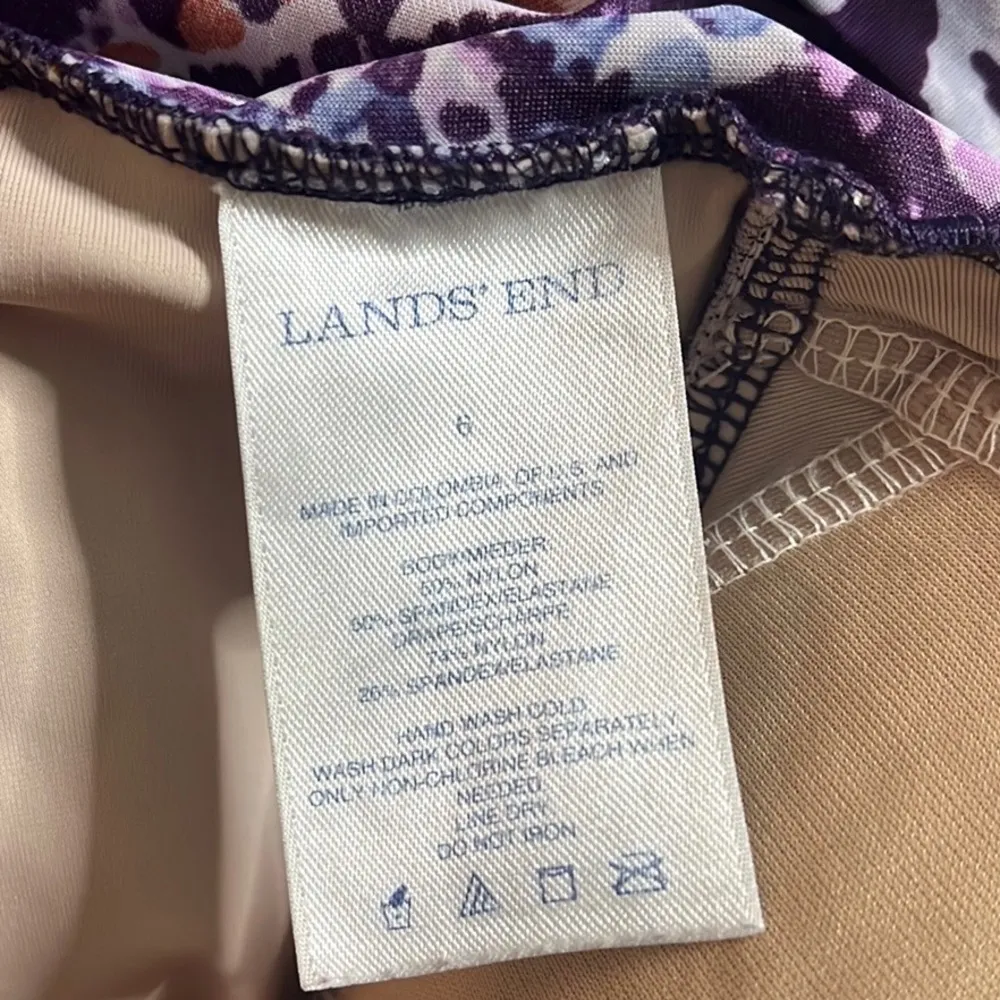 LANDS' END
6
MADE IN COLOMBIA OF U.S. AND
IMPORTED COMPONENTS
BODY/MIEDER
50% NYLON
50% SPANDEX/ELASTANE
DRAPE/SCHARPE
74% NYLON
26% SPANDEX/ELASTANE
HAND WASH COLD
WASH DARK COLORS SEPARATELY
ONLY NON-CHLORINE BLEACH WHEN
NEEDED
LINE DRY
DO NOT IRON